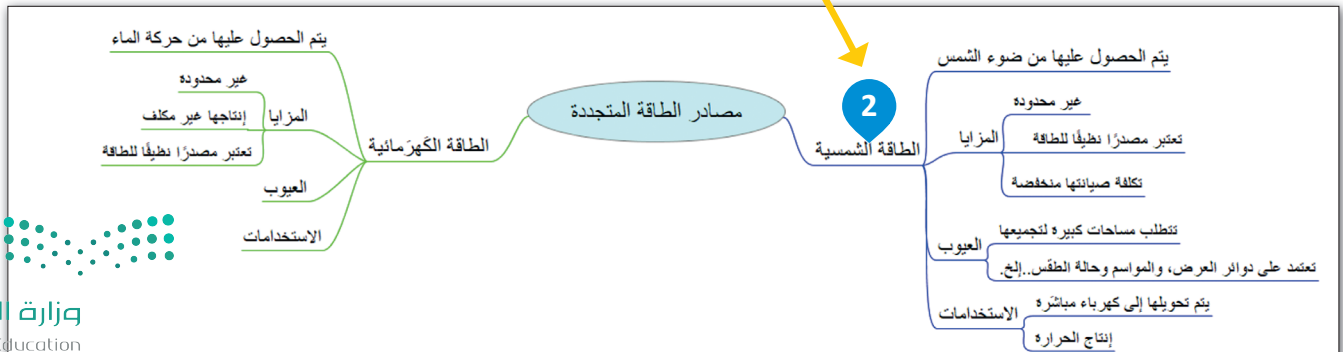 مصادر الطاقة المتجددة
2
الطاقة الشمسية
يتم الحصول عليها من ضوء الشمس
المزايا
غير محدودة
تعتبر مصدرًا نظيفًا للطاقة
تكلفة صيانتها منخفضة
العيوب
تتطلب مساحات كبيرة لتجميعها
تعتمد على دوائر العرض، والمواسم وحالة الطقس..إلخ.
الاستخدامات
يتم تحويلها إلى كهرباء مباشرة
إنتاج الحرارة
الطاقة الكَهرَمائية
يتم الحصول عليها من حركة الماء
المزايا
غير محدودة
إنتاجها غير مكلف
تعتبر مصدرًا نظيفًا للطاقة
العيوب
الاستخدامات
وزارة